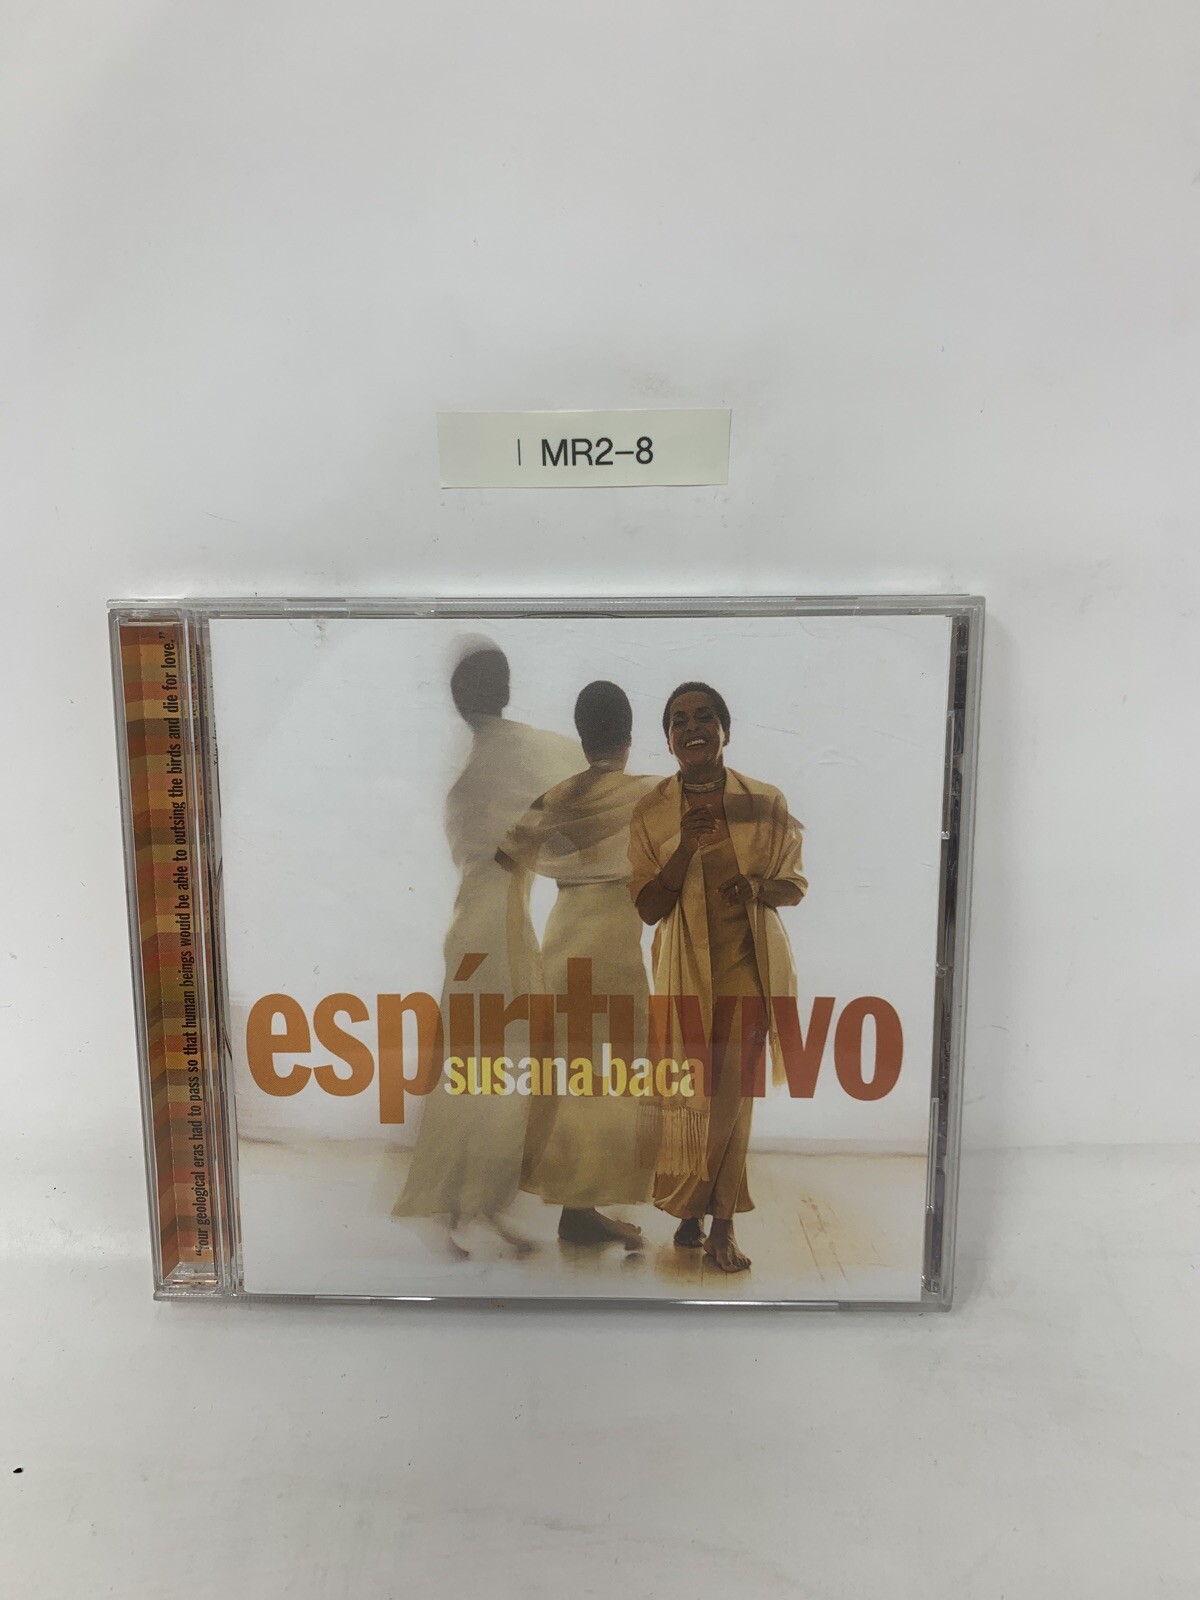 | MR2-8
"four geological eras had to pass so that human beings would be able to outsing the birds and die for love."
espíritu vivo
susana baca